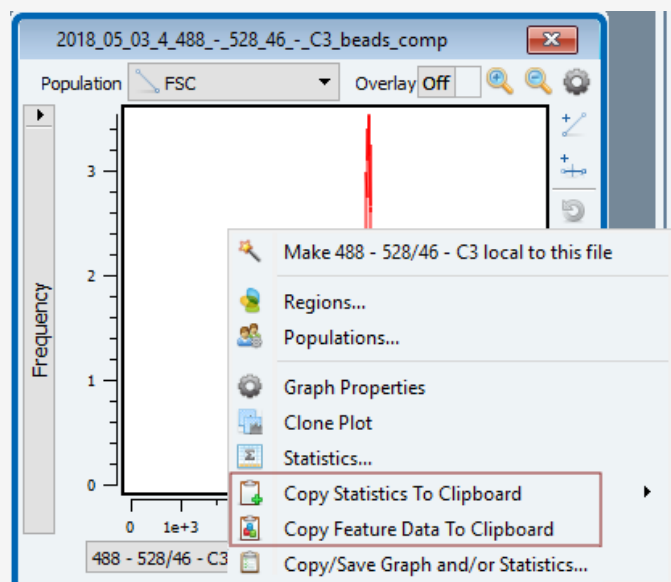 2018_05_03_4_488_-_528_46_-_C3_beads_comp
Population FSC Overlay Off
3
2
1
0
Frequency
0 1e+3
488 - 528/46 - C3
Make 488 - 528/46 - C3 local to this file
Regions...
Populations...
Graph Properties
Clone Plot
Statistics...
Copy Statistics To Clipboard
Copy Feature Data To Clipboard
Copy/Save Graph and/or Statistics...